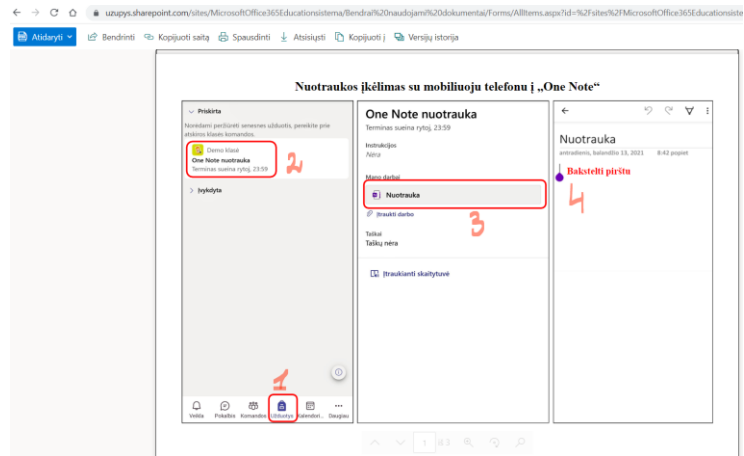 uzupys.sharepoint.com/sites/MicrosoftOffice365Educationsistema/Bendrai%20naudojami%20dokumentai/Forms/AllItems.aspx?id=%2Fsites%2FMicrosoftOffice365Educationsiste
Atidaryti Bendrinti Kopijuoti saitą Spausdinti Atsisiųsti Kopijuoti į Versijų istorija
Nuotraukos įkėlimas su mobiliuoju telefonu į „One Note“
Priskirta
Norėdami peržiūrėti senesnes užduotis, pereikite prie
atskiros klasės komandos.
Demo klasė
One Note nuotrauka
Terminas sueina rytoj, 23:59
2
Įvykdyta
1
Veikla Pokalbis Komandos Užduotys Kalendori... Daugiau
One Note nuotrauka
Terminas sueina rytoj, 23:59
Instrukcijos
Nėra
Mano darbai
Nuotrauka
3
Įtraukti darbo
Taškai
Taškų nėra
Įtraukianti skaitytuvė
Nuotrauka
antradienis, balandžio 13, 2021 8:42 popiet
Bakstelti pirštu
4
1 iš 3